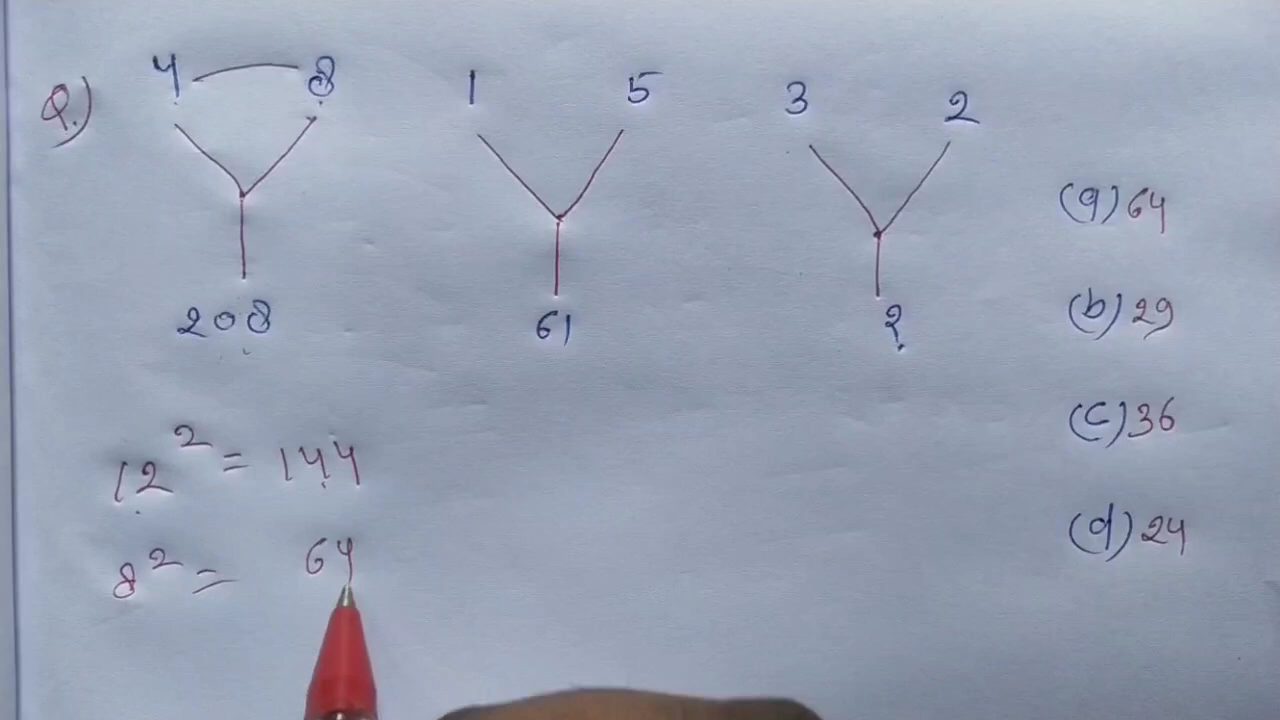 Q.) 4 8 1 5 3 2
208 61 ?
(a) 64
(b) 29
(c) 36
(d) 24
12² = 144
8² = 64